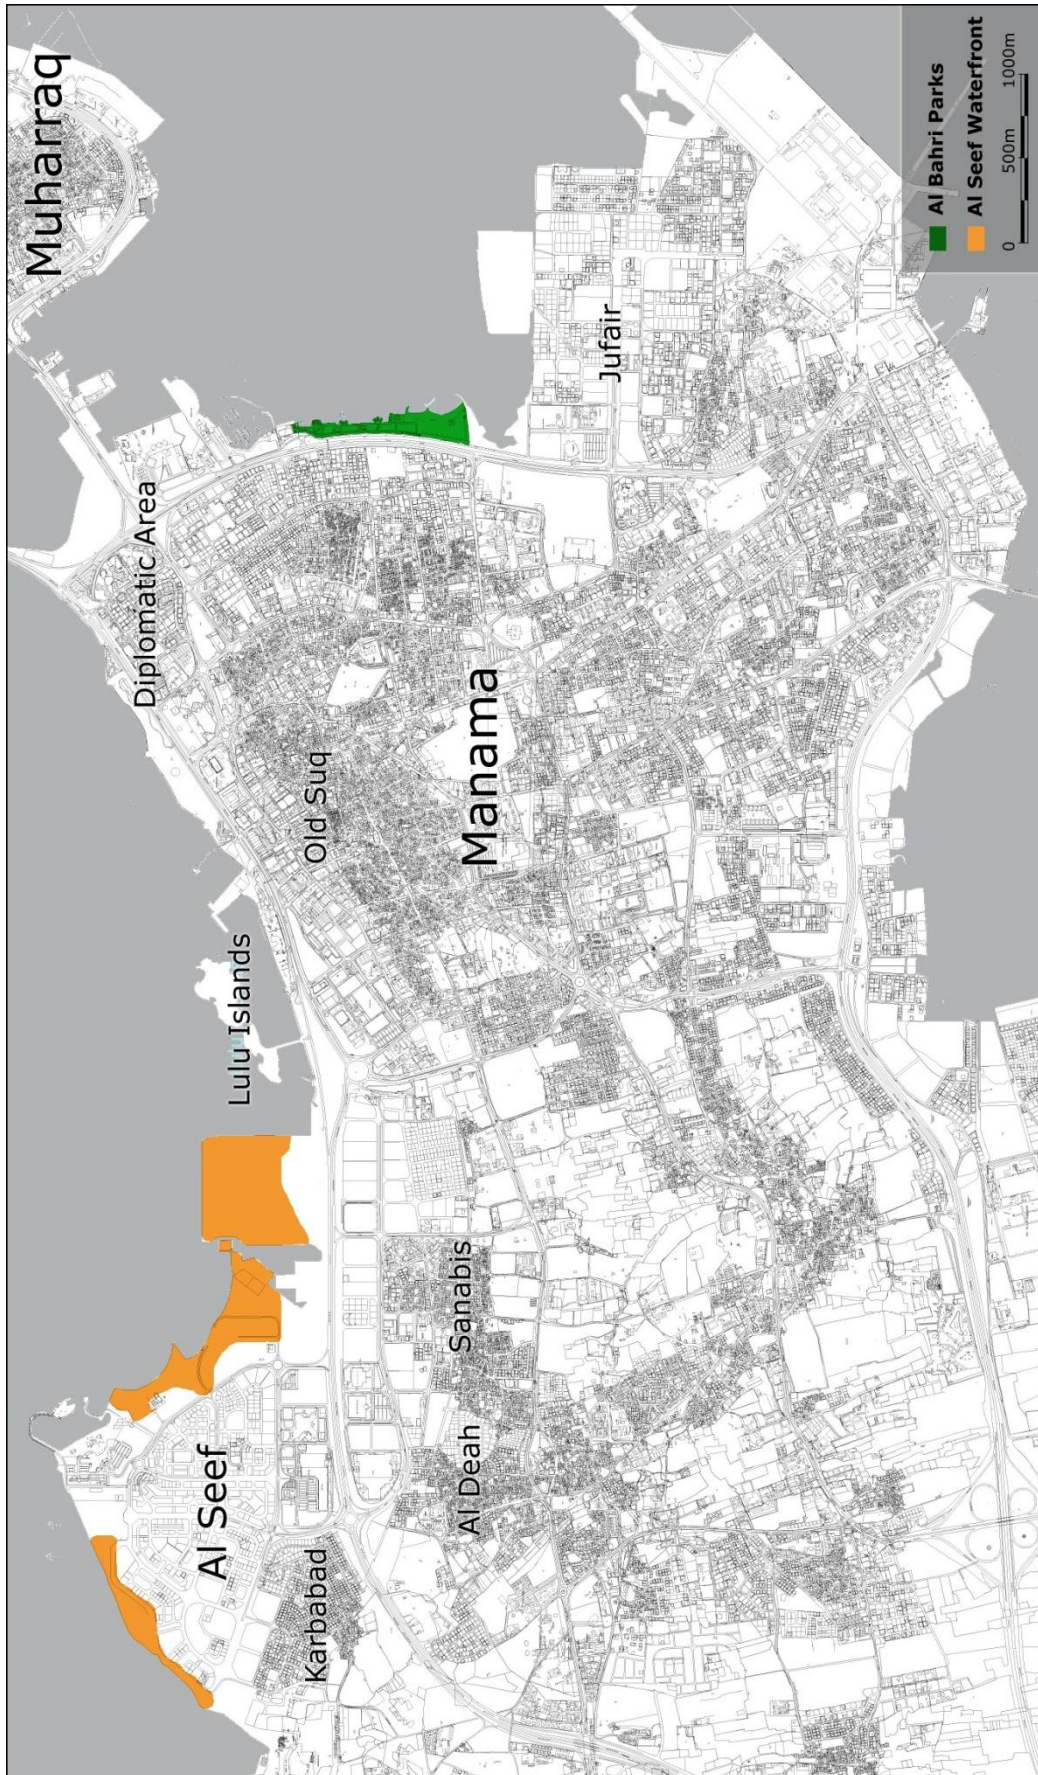 Muharraq
Diplomatic Area
Lulu Islands
Old Suq
Al Seef
Karbabad
Manama
Sanabis
Al Deah
Jufair
Al Bahri Parks
Al Seef Waterfront
0 500m 1000m